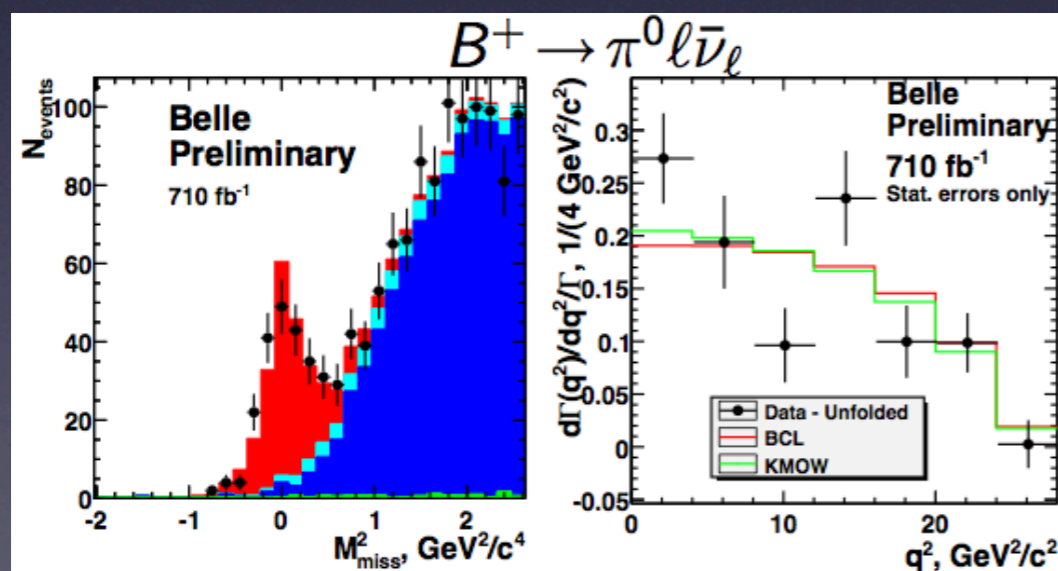 B⁺ → π⁰ℓν̄_ℓ
N_events
100
80
60
40
20
0
Belle
Preliminary
710 fb⁻¹
-2 -1 0 1 2
M²_miss, GeV²/c⁴
dΓ(q²)/dq²/Γ, 1/(4 GeV²/c²)
0.3
0.25
0.2
0.15
0.1
0.05
0
-0.05
Belle
Preliminary
710 fb⁻¹
Stat. errors only
Data - Unfolded
BCL
KMOW
0 10 20
q², GeV²/c²